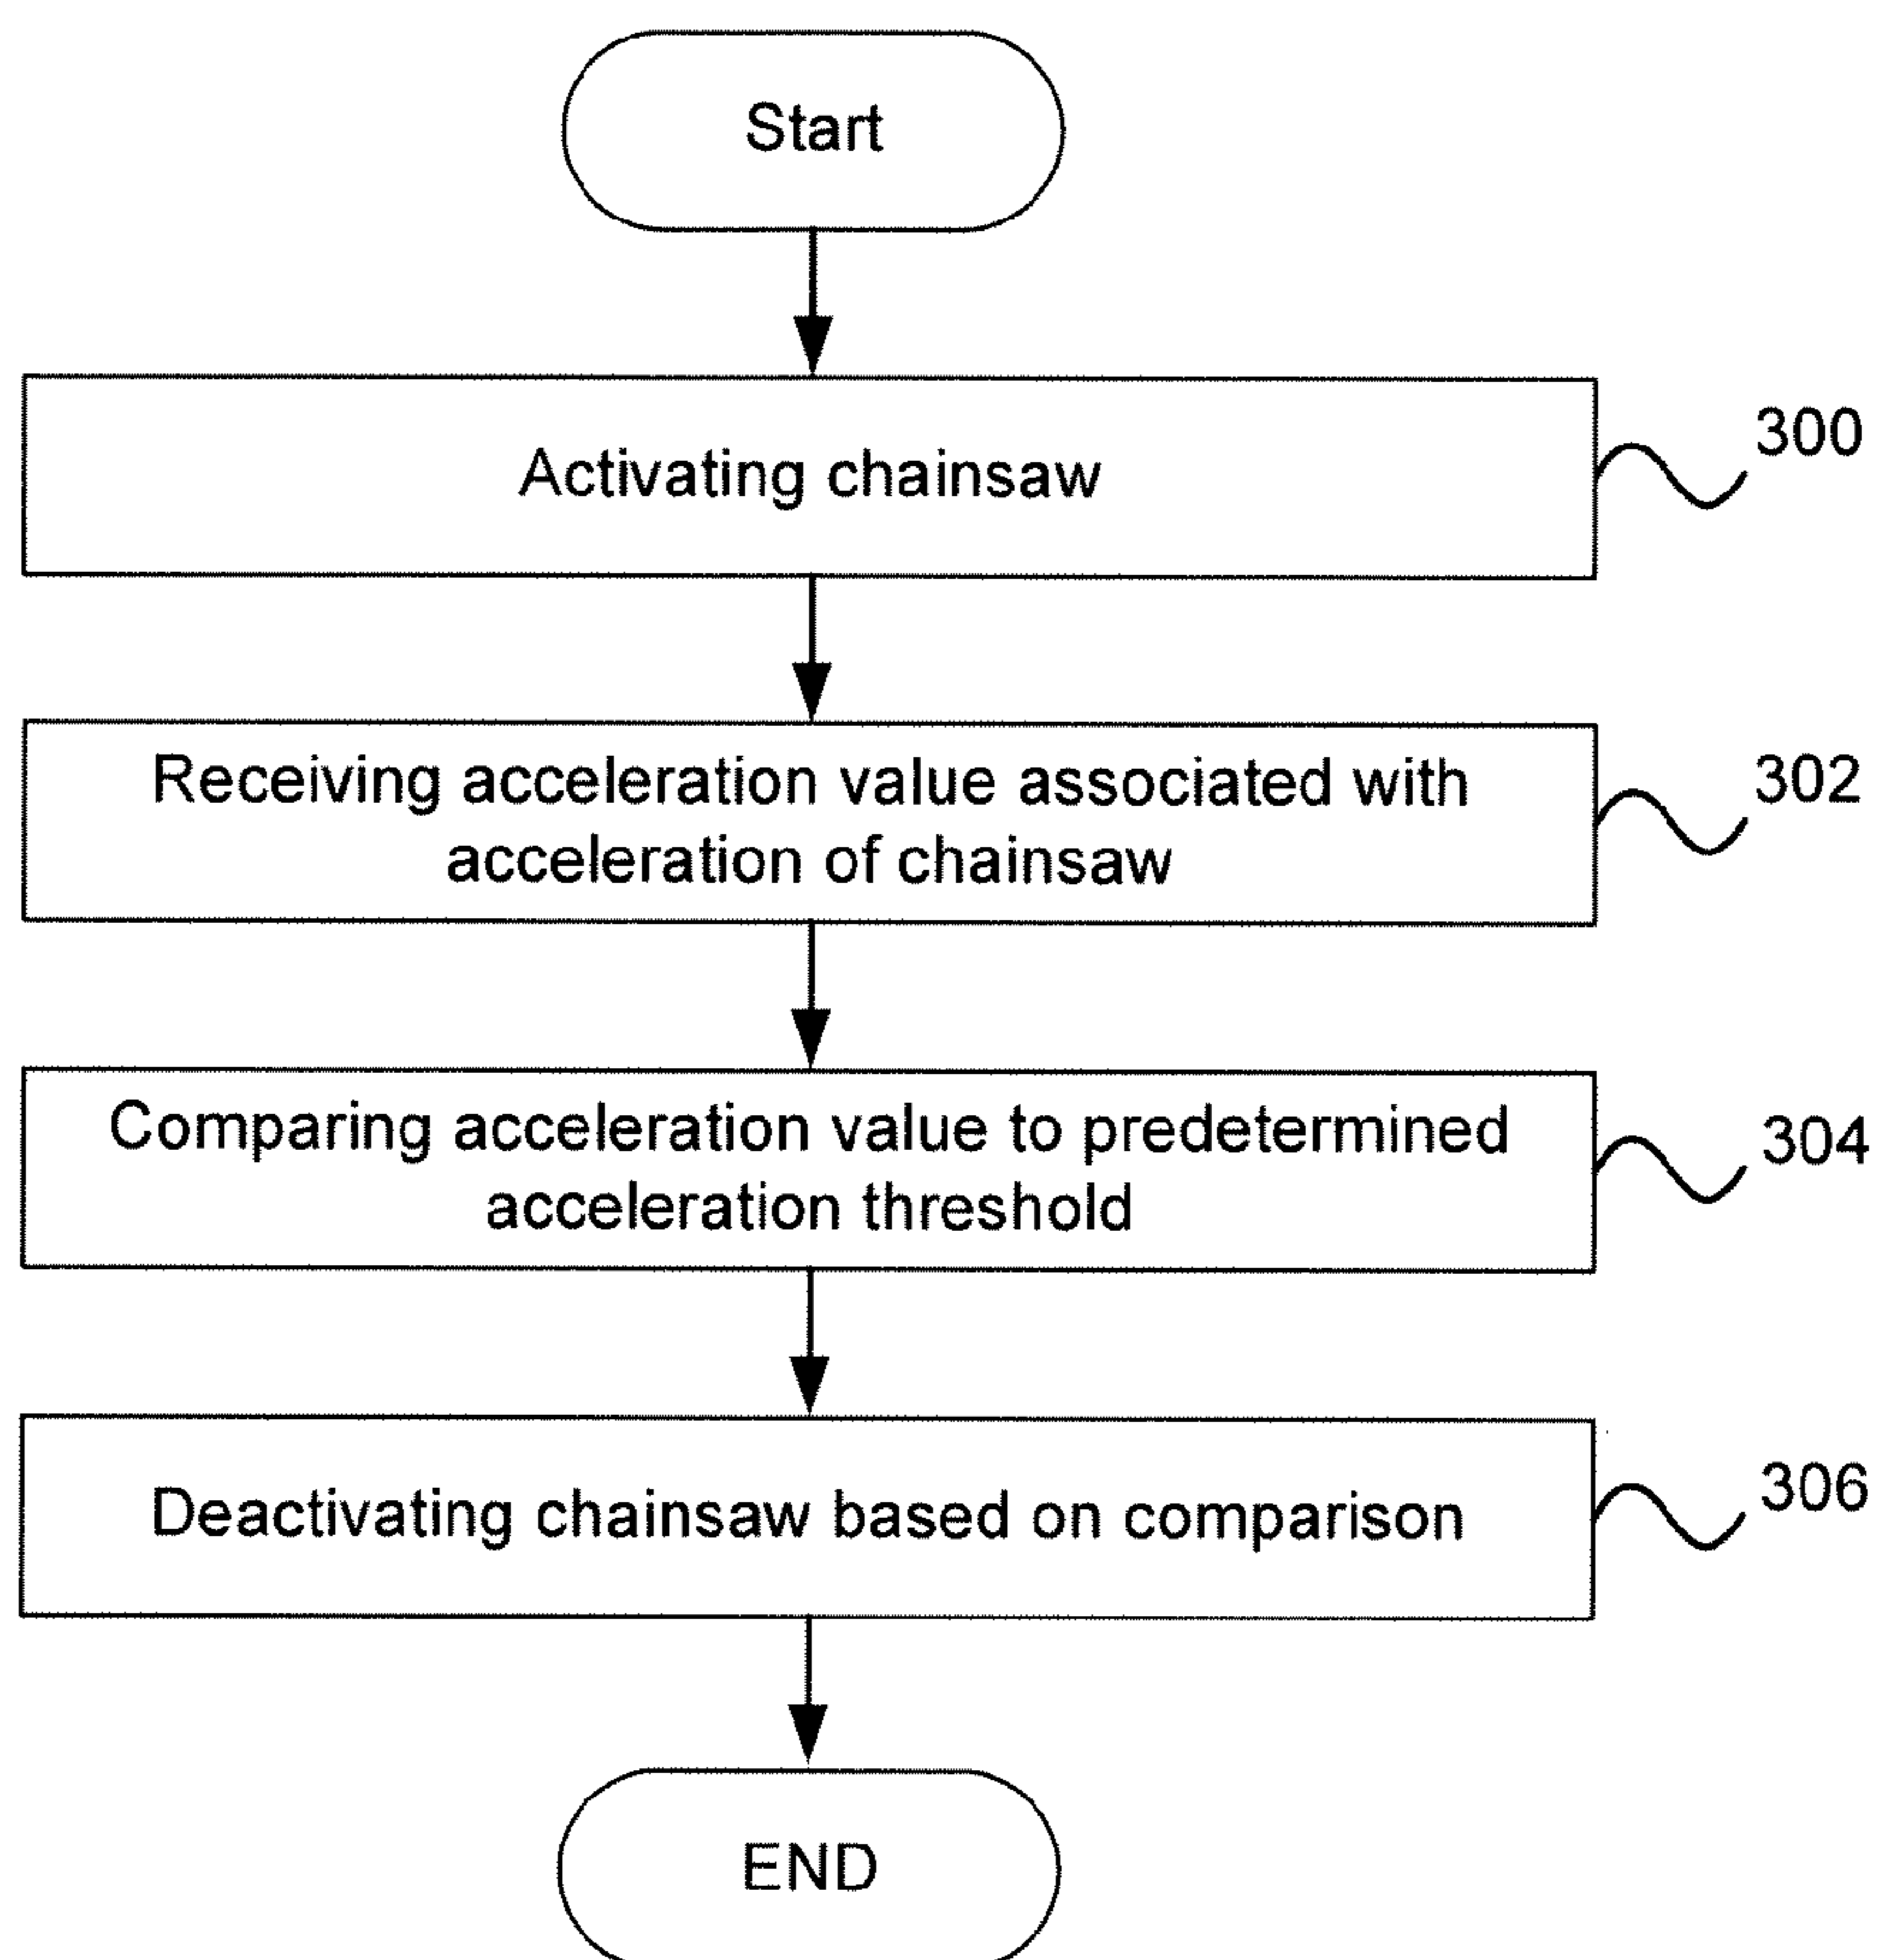 Start
Activating chainsaw
300
Receiving acceleration value associated with
acceleration of chainsaw
302
Comparing acceleration value to predetermined
acceleration threshold
304
Deactivating chainsaw based on comparison
306
END